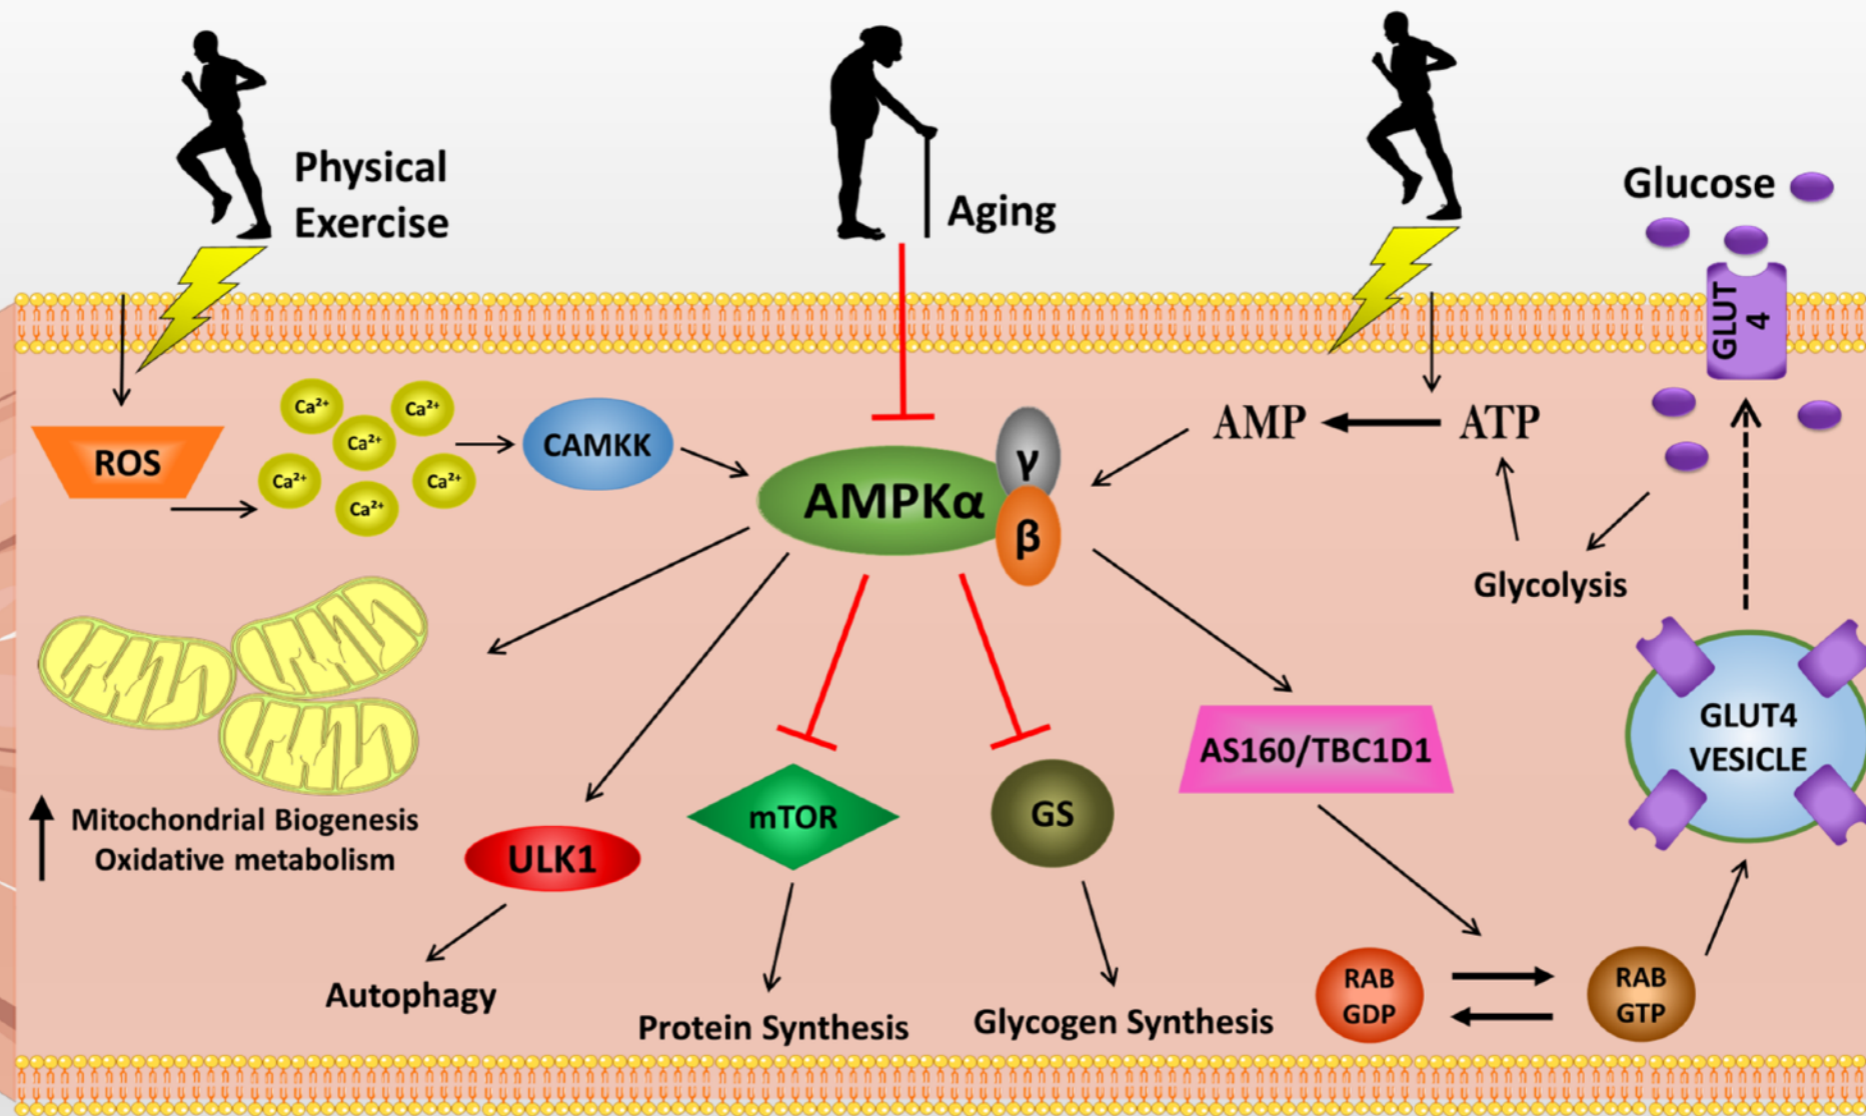 Physical
Exercise
Aging
Glucose
GLUT
4
ROS
Ca²⁺
Ca²⁺
Ca²⁺
Ca²⁺
Ca²⁺
Ca²⁺
CAMKK
AMPKα
γ
β
AMP
ATP
Glycolysis
Mitochondrial Biogenesis
Oxidative metabolism
ULK1
mTOR
GS
AS160/TBC1D1
GLUT4
VESICLE
Autophagy
Protein Synthesis
Glycogen Synthesis
RAB
GDP
RAB
GTP